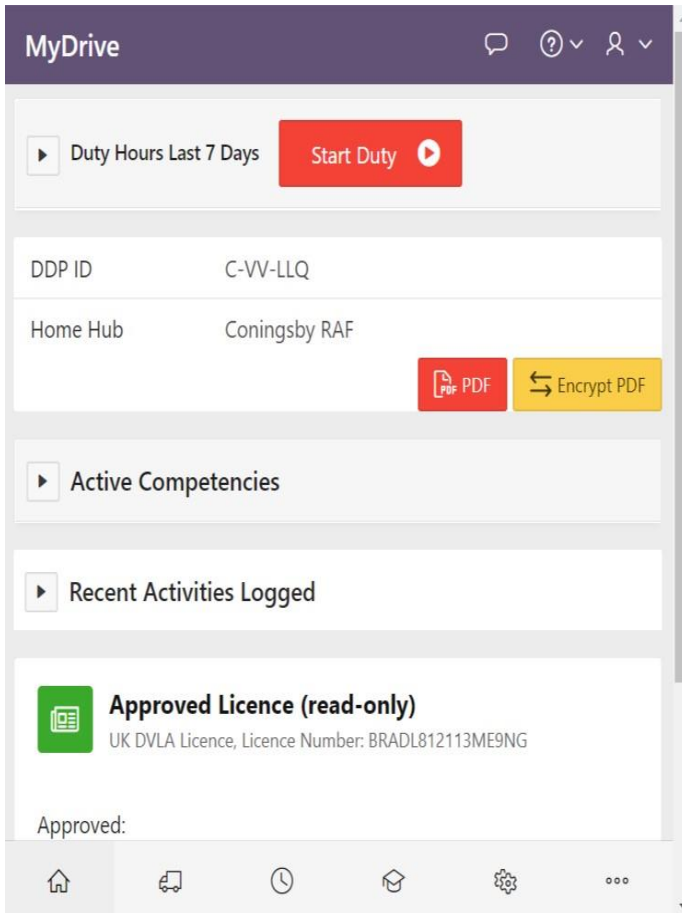 MyDrive
Duty Hours Last 7 Days
Start Duty
DDP ID C-VV-LLQ
Home Hub Coningsby RAF
PDF PDF
Encrypt PDF
Active Competencies
Recent Activities Logged
Approved Licence (read-only)
UK DVLA Licence, Licence Number: BRADL812113ME9NG
Approved: